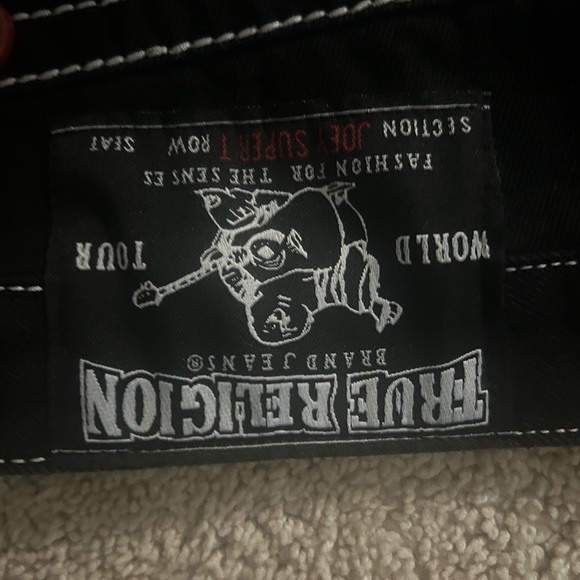 TRUE RELIGION
BRAND JEANS®
WORLD TOUR
FASHION FOR THE SENSES
SECTION JOEY SUPER T ROW SEAT